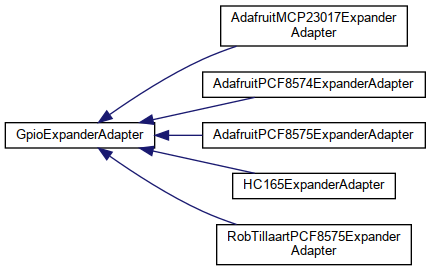 AdafruitMCP23017Expander
Adapter
AdafruitPCF8574ExpanderAdapter
GpioExpanderAdapter
AdafruitPCF8575ExpanderAdapter
HC165ExpanderAdapter
RobTillaartPCF8575Expander
Adapter